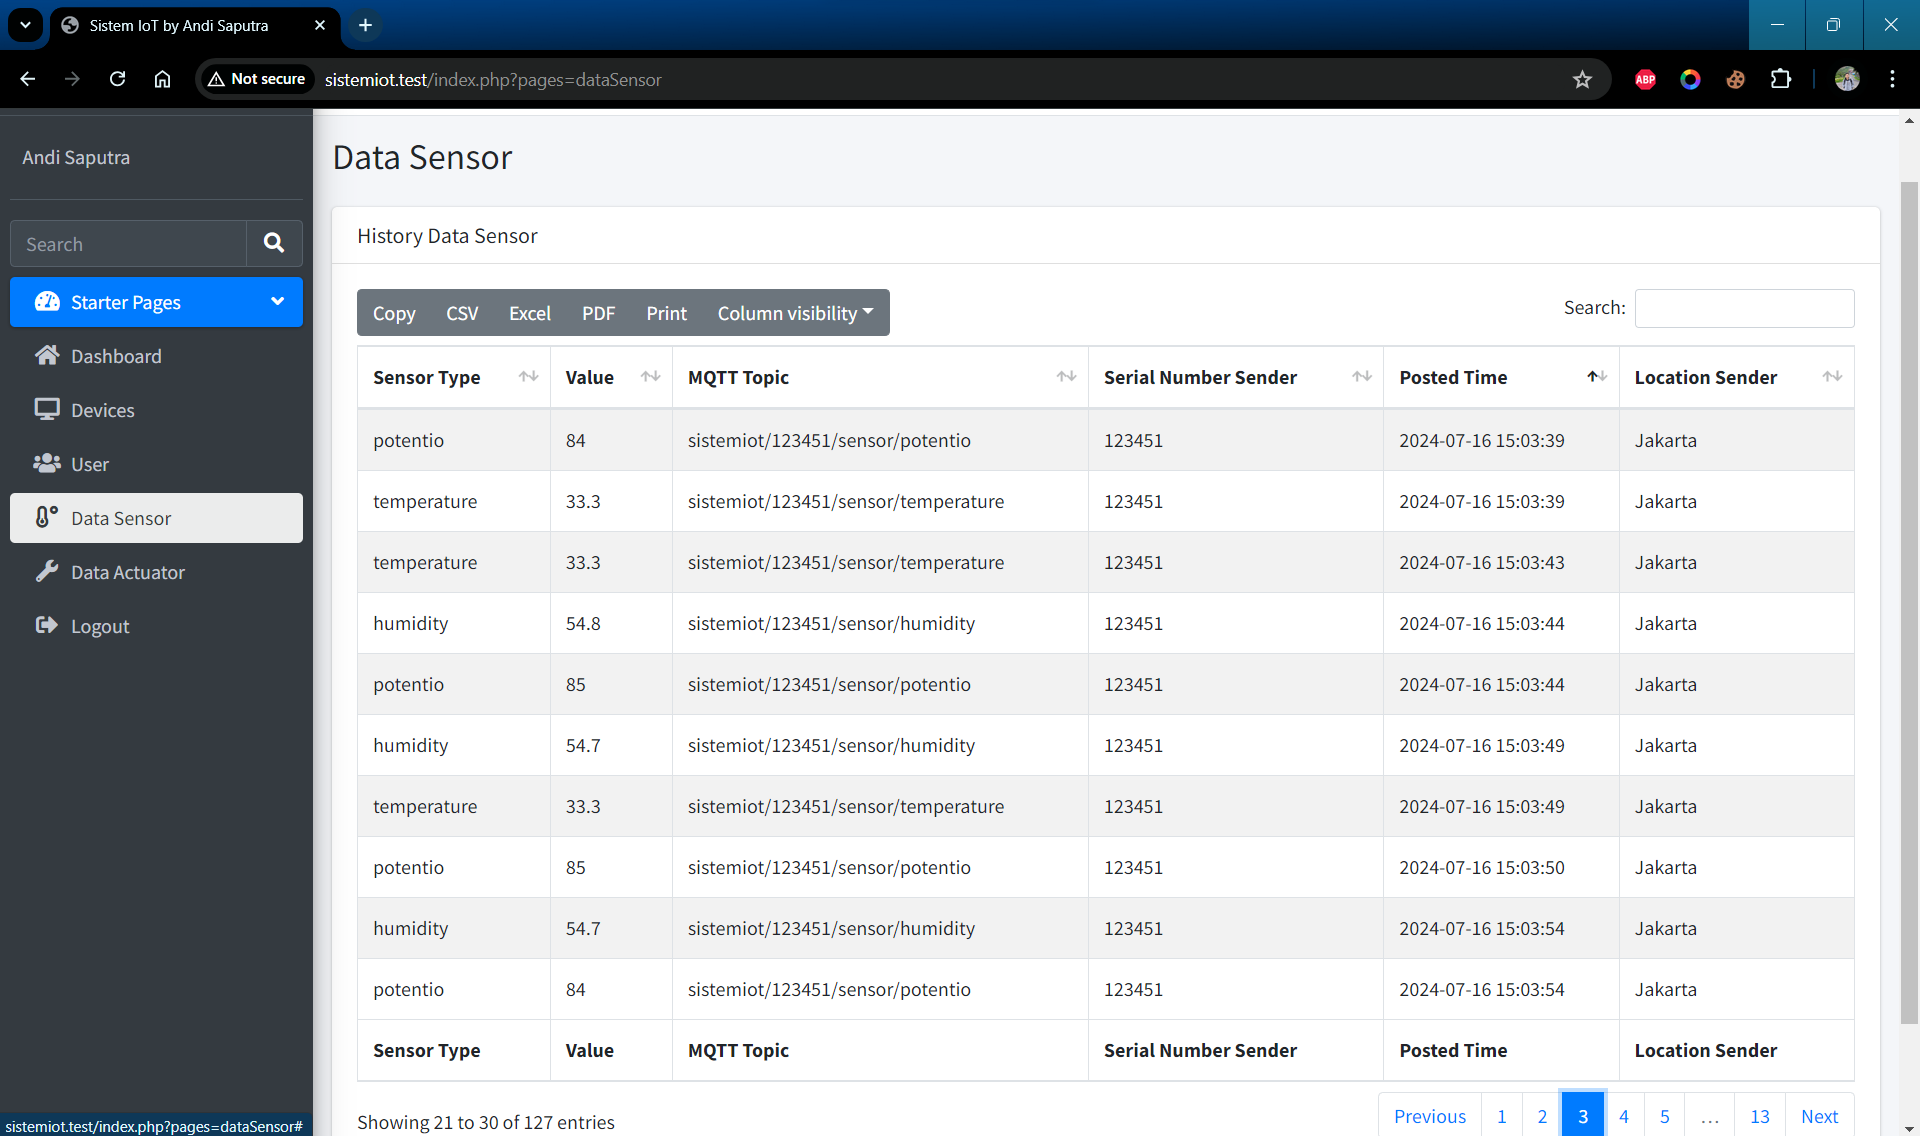 Sistem IoT by Andi Saputra
Not secure sistemiot.test/index.php?pages=dataSensor
ABP
Andi Saputra
Search
Starter Pages
Dashboard
Devices
User
Data Sensor
Data Actuator
Logout
sistemiot.test/index.php?pages=dataSensor#
Data Sensor
History Data Sensor
Copy CSV Excel PDF Print Column visibility
Search:
Sensor Type Value MQTT Topic Serial Number Sender Posted Time Location Sender
potentio 84 sistemiot/123451/sensor/potentio 123451 2024-07-16 15:03:39 Jakarta
temperature 33.3 sistemiot/123451/sensor/temperature 123451 2024-07-16 15:03:39 Jakarta
temperature 33.3 sistemiot/123451/sensor/temperature 123451 2024-07-16 15:03:43 Jakarta
humidity 54.8 sistemiot/123451/sensor/humidity 123451 2024-07-16 15:03:44 Jakarta
potentio 85 sistemiot/123451/sensor/potentio 123451 2024-07-16 15:03:44 Jakarta
humidity 54.7 sistemiot/123451/sensor/humidity 123451 2024-07-16 15:03:49 Jakarta
temperature 33.3 sistemiot/123451/sensor/temperature 123451 2024-07-16 15:03:49 Jakarta
potentio 85 sistemiot/123451/sensor/potentio 123451 2024-07-16 15:03:50 Jakarta
humidity 54.7 sistemiot/123451/sensor/humidity 123451 2024-07-16 15:03:54 Jakarta
potentio 84 sistemiot/123451/sensor/potentio 123451 2024-07-16 15:03:54 Jakarta
Sensor Type Value MQTT Topic Serial Number Sender Posted Time Location Sender
Showing 21 to 30 of 127 entries
Previous 1 2 3 4 5 … 13 Next